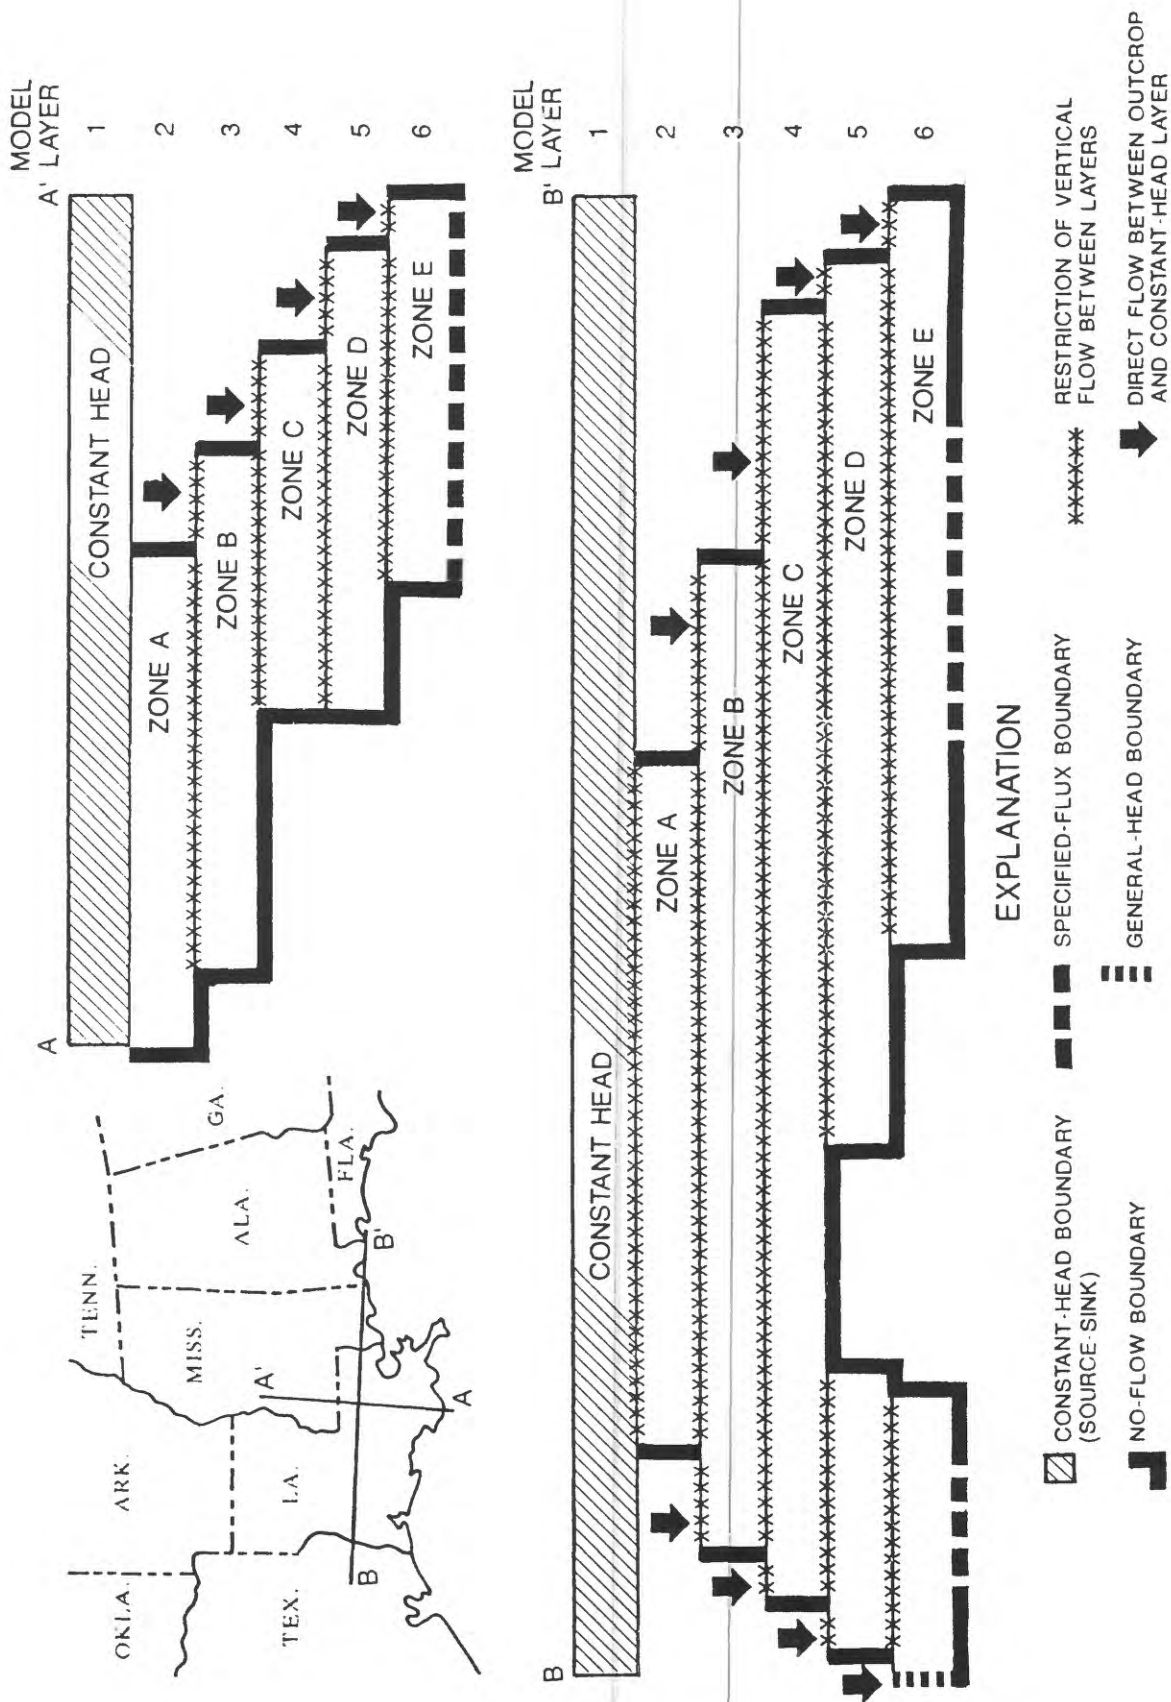 A
A'
MODEL
LAYER
CONSTANT HEAD
1
ZONE A
2
ZONE B
3
ZONE C
4
ZONE D
5
ZONE E
6
OKLA.
ARK.
TENN.
TEX.
LA.
MISS.
ALA.
GA.
FLA.
A'
A
B
B'
B
B'
MODEL
LAYER
CONSTANT HEAD
1
ZONE A
2
ZONE B
3
ZONE C
4
ZONE D
5
ZONE E
6
EXPLANATION
CONSTANT-HEAD BOUNDARY
(SOURCE-SINK)
NO-FLOW BOUNDARY
SPECIFIED-FLUX BOUNDARY
GENERAL-HEAD BOUNDARY
RESTRICTION OF VERTICAL
FLOW BETWEEN LAYERS
DIRECT FLOW BETWEEN OUTCROP
AND CONSTANT-HEAD LAYER